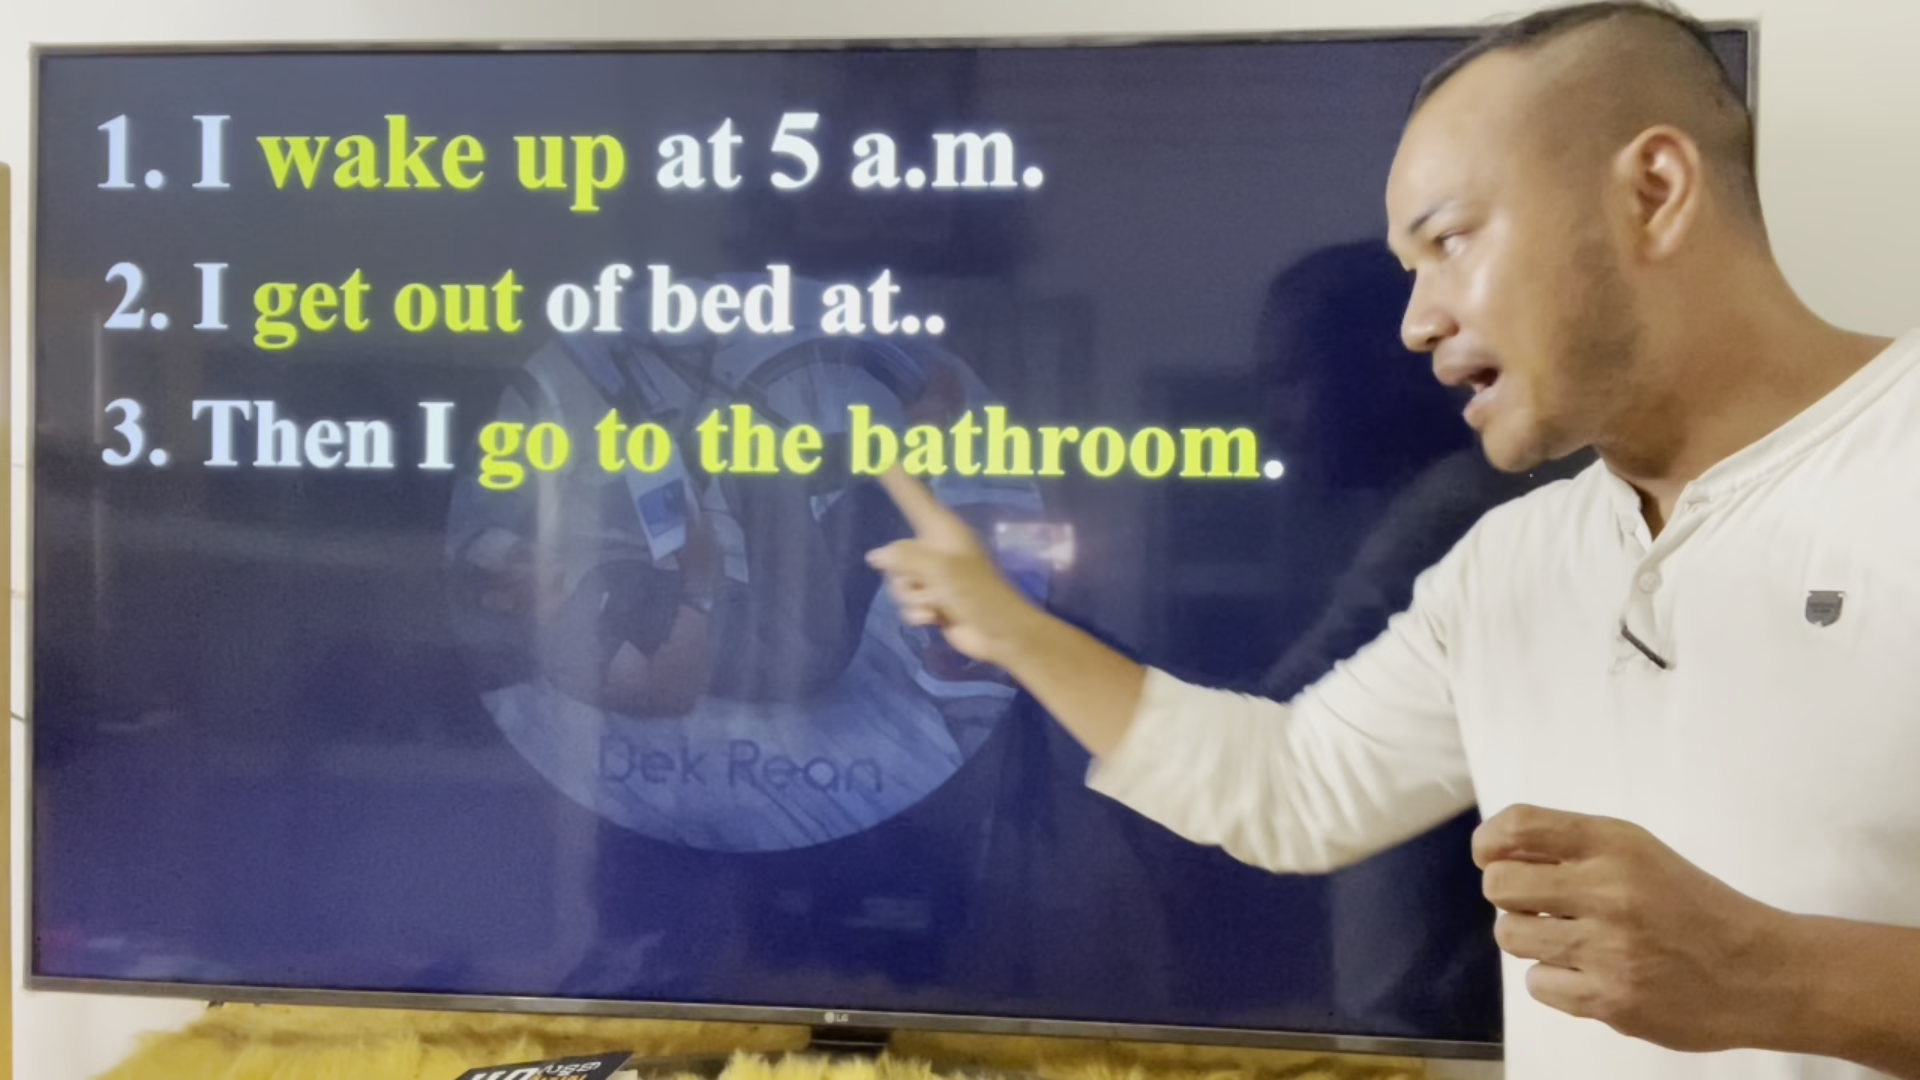 1. I wake up at 5 a.m.
2. I get out of bed at..
3. Then I go to the bathroom.
Dek Rean
LG